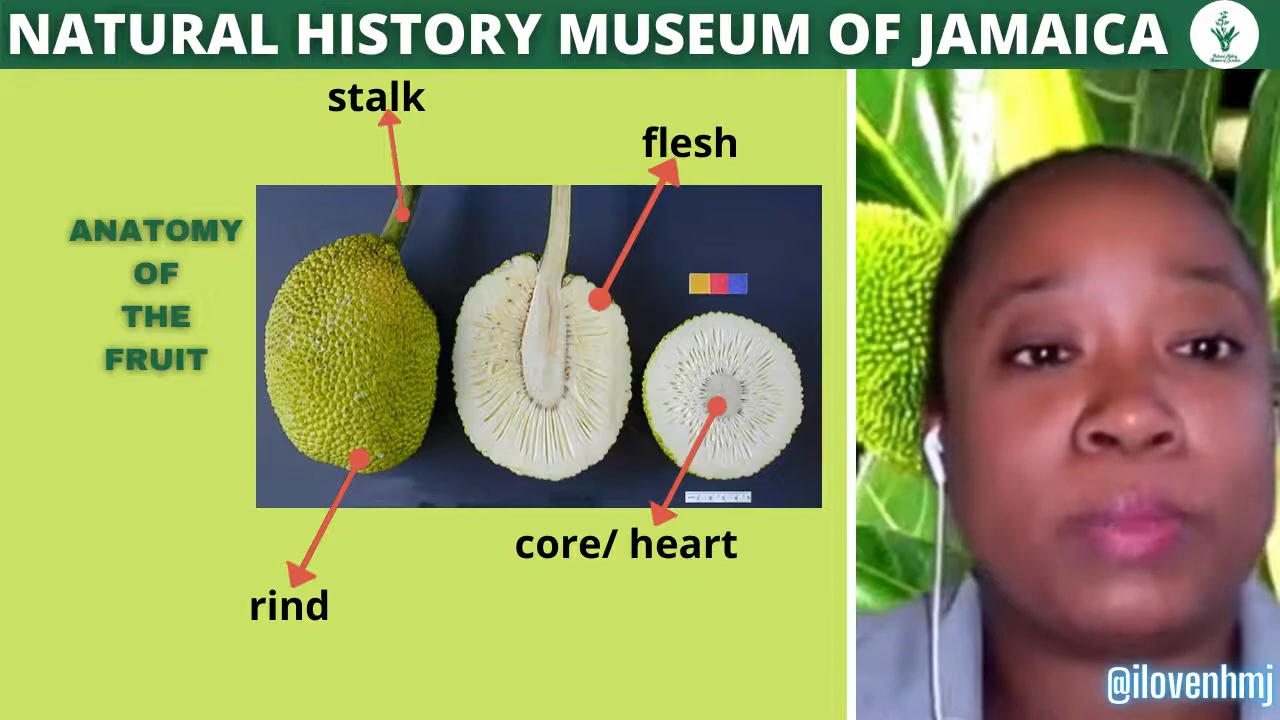 NATURAL HISTORY MUSEUM OF JAMAICA
stalk
flesh
ANATOMY
OF
THE
FRUIT
core/ heart
rind
@ilovenhmj